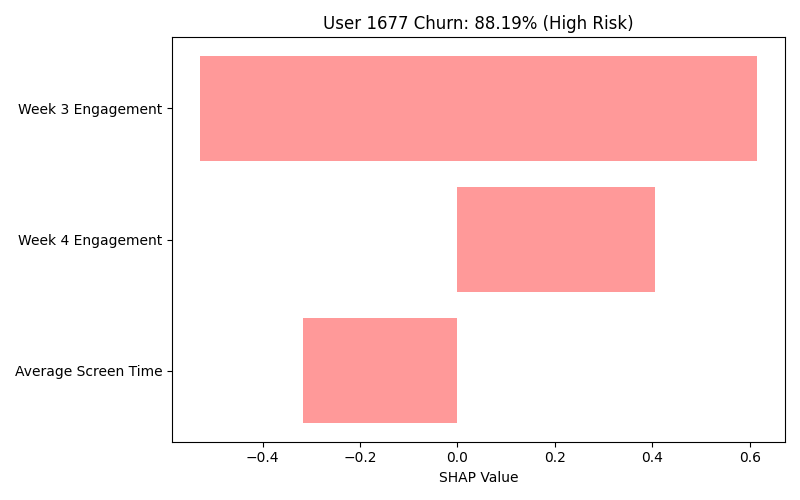 User 1677 Churn: 88.19% (High Risk)
Week 3 Engagement
Week 4 Engagement
Average Screen Time
−0.4 −0.2 0.0 0.2 0.4 0.6
SHAP Value